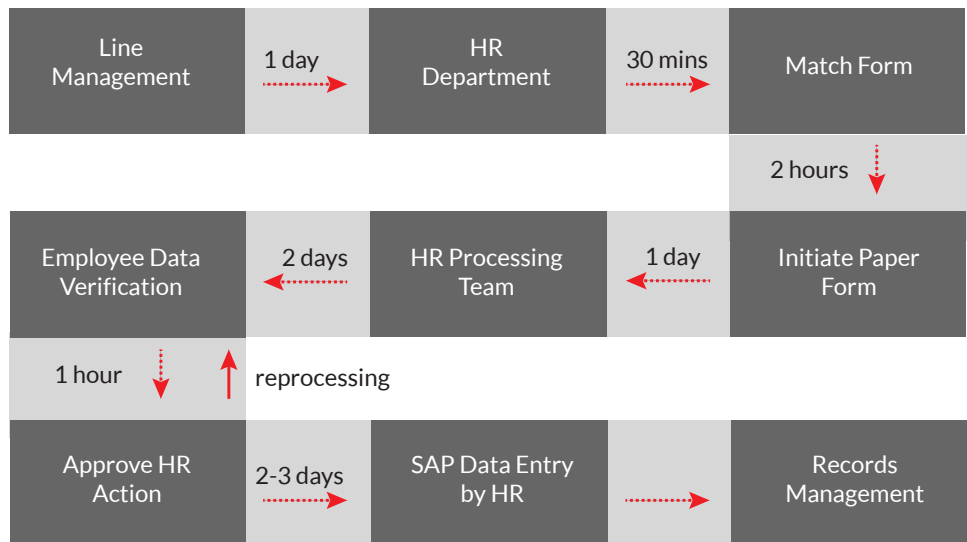 Line
Management
1 day
HR
Department
30 mins
Match Form
2 hours
Initiate Paper
Form
1 day
HR Processing
Team
2 days
Employee Data
Verification
1 hour
reprocessing
Approve HR
Action
2-3 days
SAP Data Entry
by HR
Records
Management